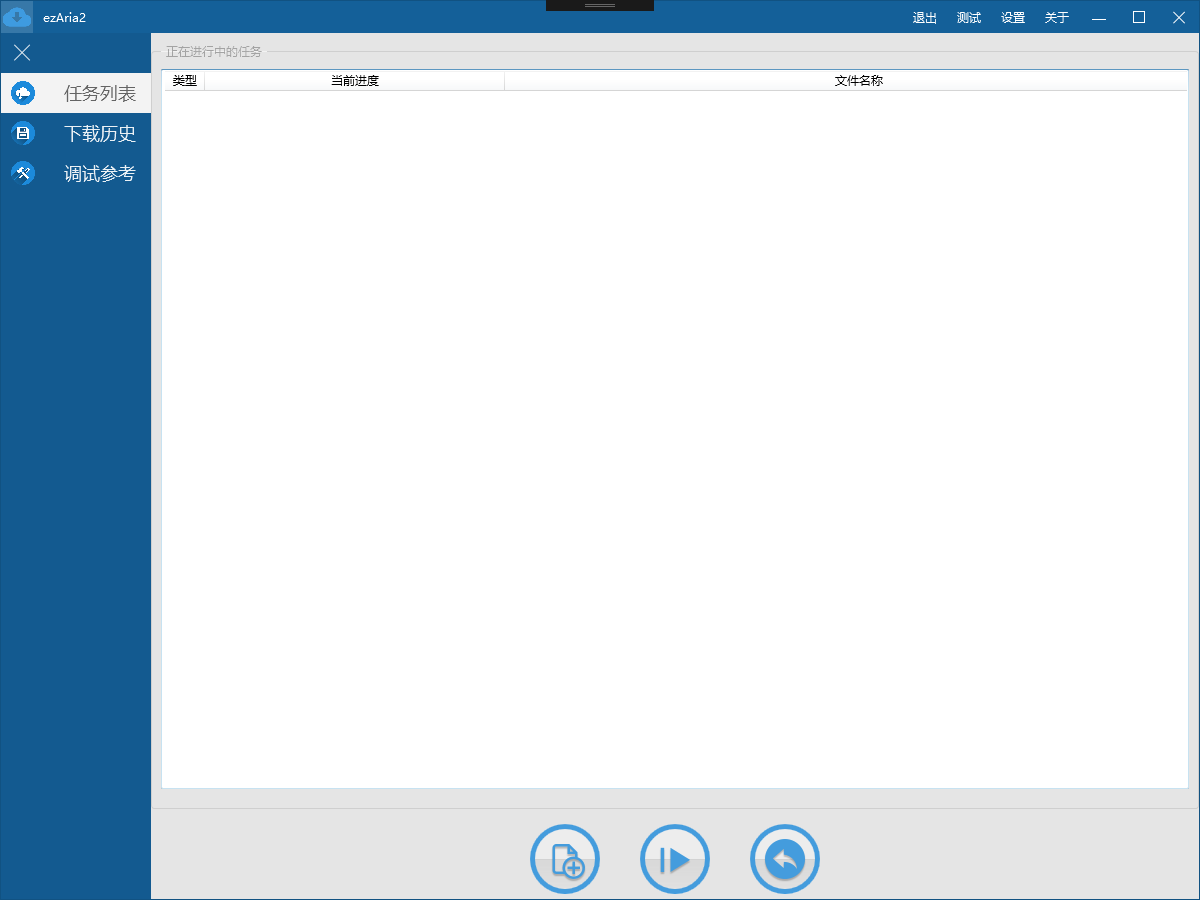 ezAria2
退出 测试 设置 关于
正在进行中的任务
类型 当前进度 文件名称
任务列表
下载历史
调试参考